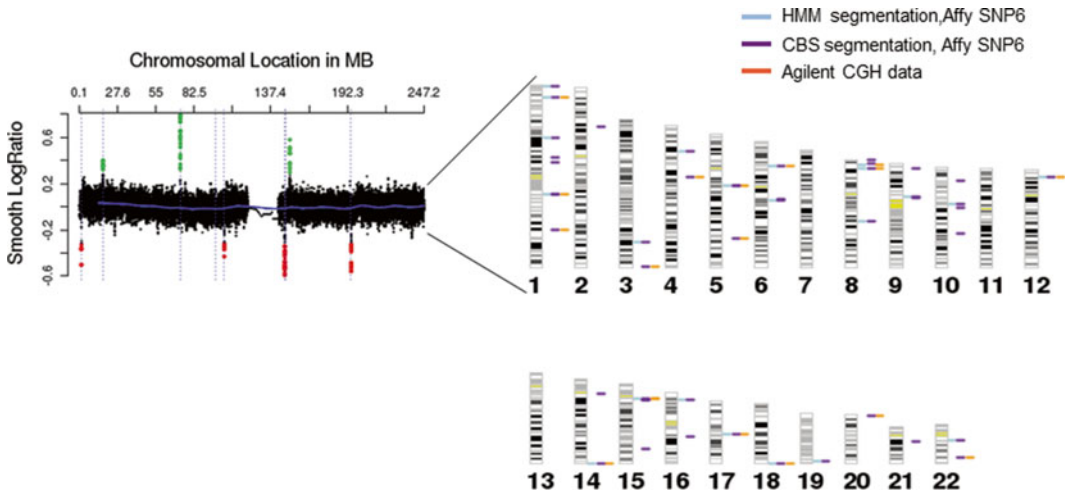 HMM segmentation,Affy SNP6
CBS segmentation, Affy SNP6
Agilent CGH data
Chromosomal Location in MB
0.1 27.6 55 82.5 137.4 192.3 247.2
Smooth LogRatio
0.6
0.2
-0.2
-0.6
1 2 3 4 5 6 7 8 9 10 11 12
13 14 15 16 17 18 19 20 21 22